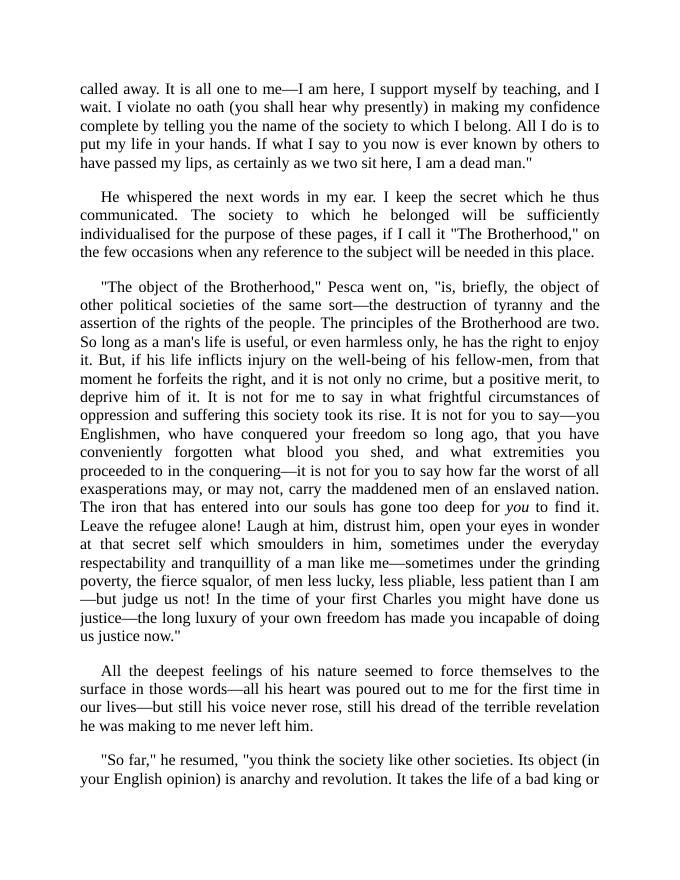 called away. It is all one to me—I am here, I support myself by teaching, and I
wait. I violate no oath (you shall hear why presently) in making my confidence
complete by telling you the name of the society to which I belong. All I do is to
put my life in your hands. If what I say to you now is ever known by others to
have passed my lips, as certainly as we two sit here, I am a dead man."
He whispered the next words in my ear. I keep the secret which he thus
communicated. The society to which he belonged will be sufficiently
individualised for the purpose of these pages, if I call it "The Brotherhood," on
the few occasions when any reference to the subject will be needed in this place.
"The object of the Brotherhood," Pesca went on, "is, briefly, the object of
other political societies of the same sort—the destruction of tyranny and the
assertion of the rights of the people. The principles of the Brotherhood are two.
So long as a man's life is useful, or even harmless only, he has the right to enjoy
it. But, if his life inflicts injury on the well-being of his fellow-men, from that
moment he forfeits the right, and it is not only no crime, but a positive merit, to
deprive him of it. It is not for me to say in what frightful circumstances of
oppression and suffering this society took its rise. It is not for you to say—you
Englishmen, who have conquered your freedom so long ago, that you have
conveniently forgotten what blood you shed, and what extremities you
proceeded to in the conquering—it is not for you to say how far the worst of all
exasperations may, or may not, carry the maddened men of an enslaved nation.
The iron that has entered into our souls has gone too deep for you to find it.
Leave the refugee alone! Laugh at him, distrust him, open your eyes in wonder
at that secret self which smoulders in him, sometimes under the everyday
respectability and tranquillity of a man like me—sometimes under the grinding
poverty, the fierce squalor, of men less lucky, less pliable, less patient than I am
—but judge us not! In the time of your first Charles you might have done us
justice—the long luxury of your own freedom has made you incapable of doing
us justice now."
All the deepest feelings of his nature seemed to force themselves to the
surface in those words—all his heart was poured out to me for the first time in
our lives—but still his voice never rose, still his dread of the terrible revelation
he was making to me never left him.
"So far," he resumed, "you think the society like other societies. Its object (in
your English opinion) is anarchy and revolution. It takes the life of a bad king or